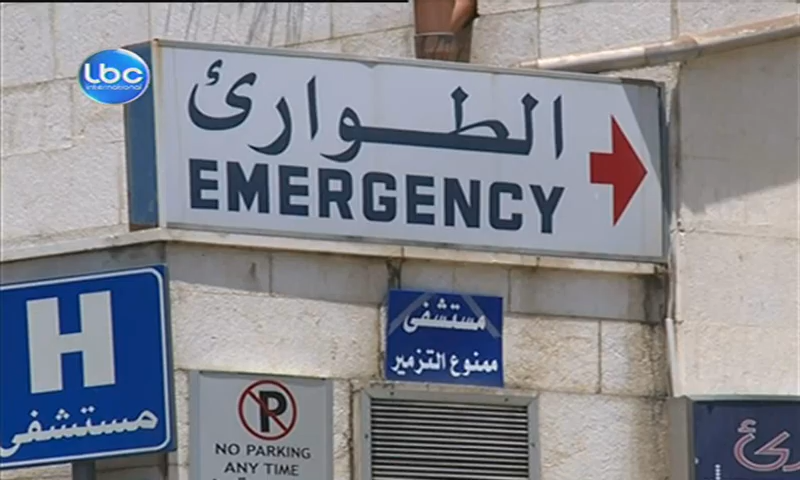 lbc
international
الطوارئ
EMERGENCY
H
مستشفى
مستشفى
ممنوع التزمير
P
NO PARKING
ANY TIME